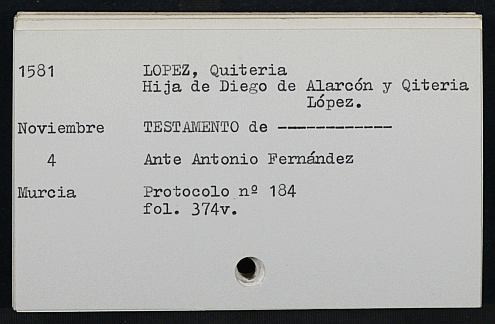 1581 LOPEZ, Quiteria
Hija de Diego de Alarcón y Qiteria
López.
Noviembre TESTAMENTO de ------------
4 Ante Antonio Fernández
Murcia Protocolo nº 184
fol. 374v.